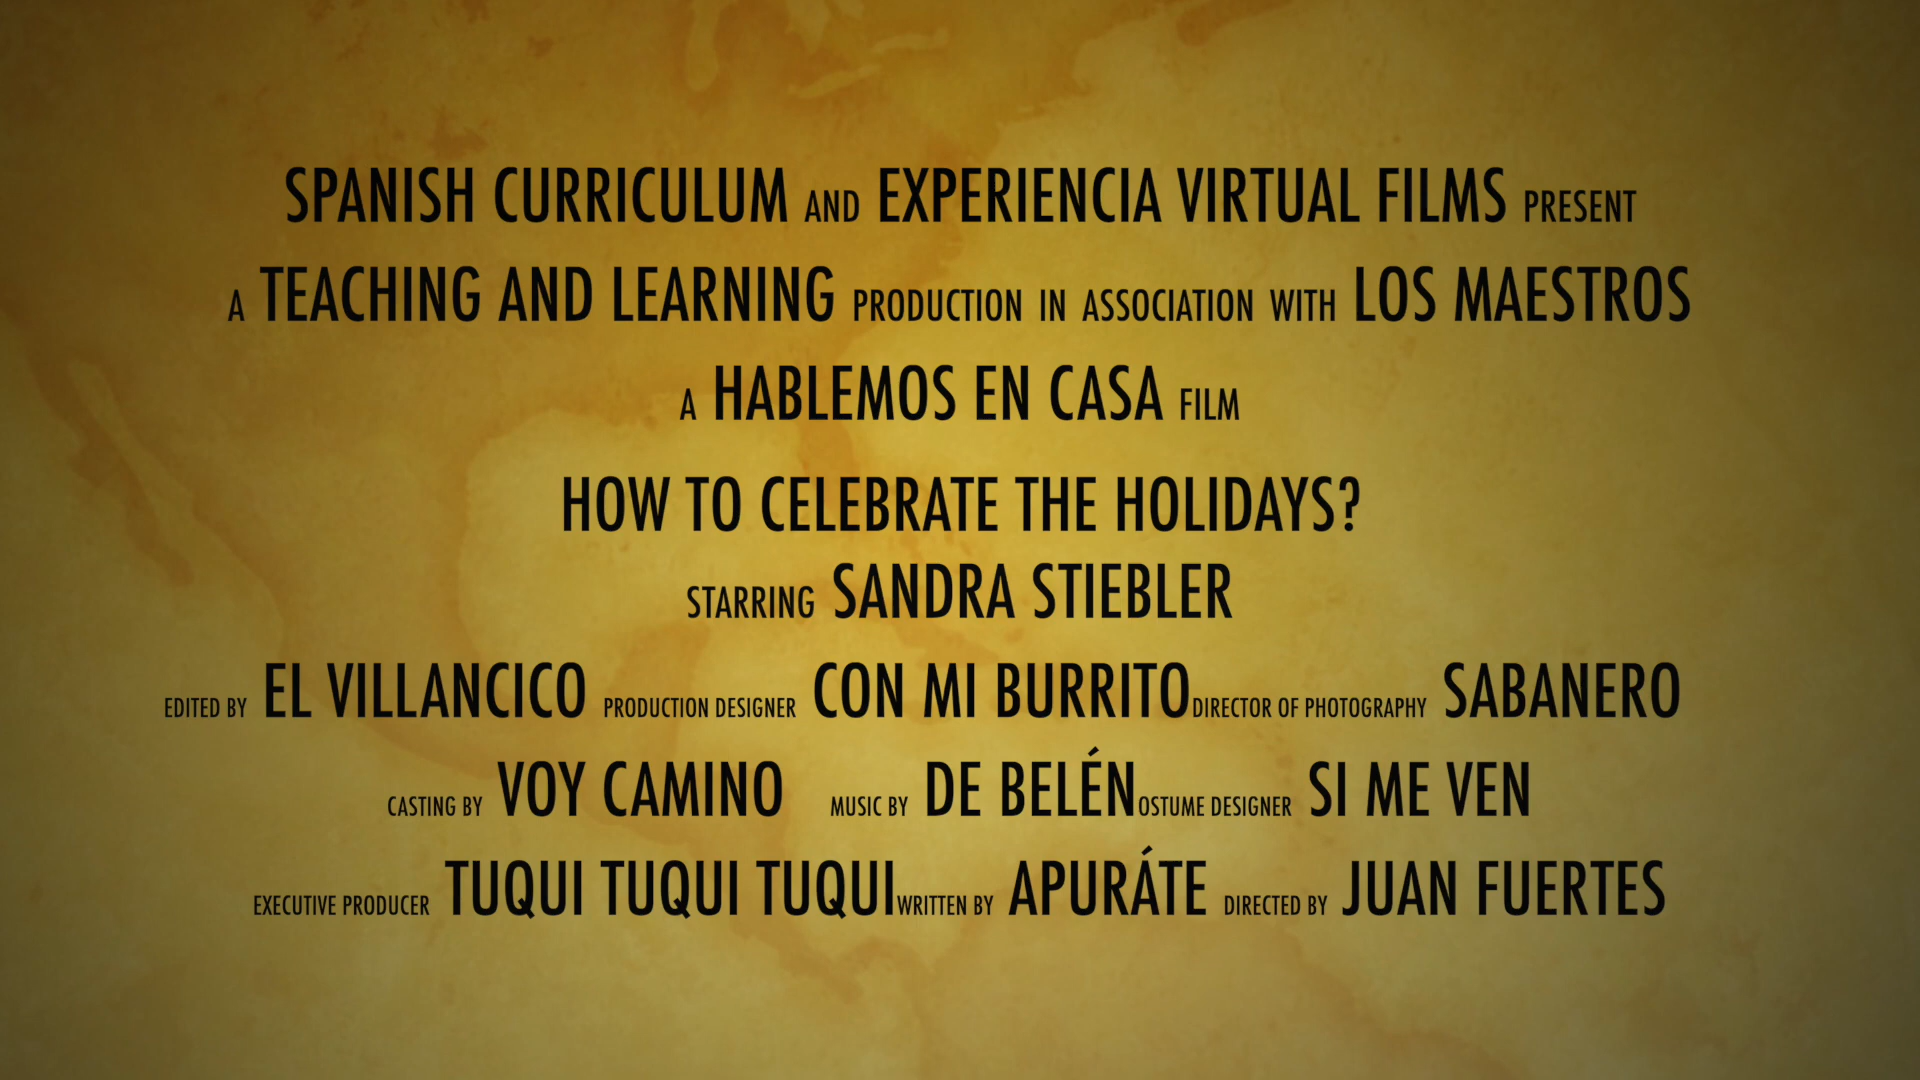 SPANISH CURRICULUM AND EXPERIENCIA VIRTUAL FILMS PRESENT
A TEACHING AND LEARNING PRODUCTION IN ASSOCIATION WITH LOS MAESTROS
A HABLEMOS EN CASA FILM
HOW TO CELEBRATE THE HOLIDAYS?
STARRING SANDRA STIEBLER
EDITED BY EL VILLANCICO PRODUCTION DESIGNER CON MI BURRITO DIRECTOR OF PHOTOGRAPHY SABANERO
CASTING BY VOY CAMINO MUSIC BY DE BELÉN OSTUME DESIGNER SI ME VEN
EXECUTIVE PRODUCER TUQUI TUQUI TUQUI WRITTEN BY APURÁTE DIRECTED BY JUAN FUERTES